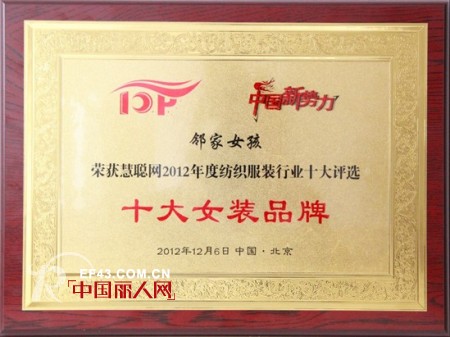 TOP
中国新势力
邻家女孩
荣获慧聪网2012年度纺织服装行业十大评选
十大女装品牌
2012年12月6日 中国·北京
EF43.COM.CN
中国丽人网